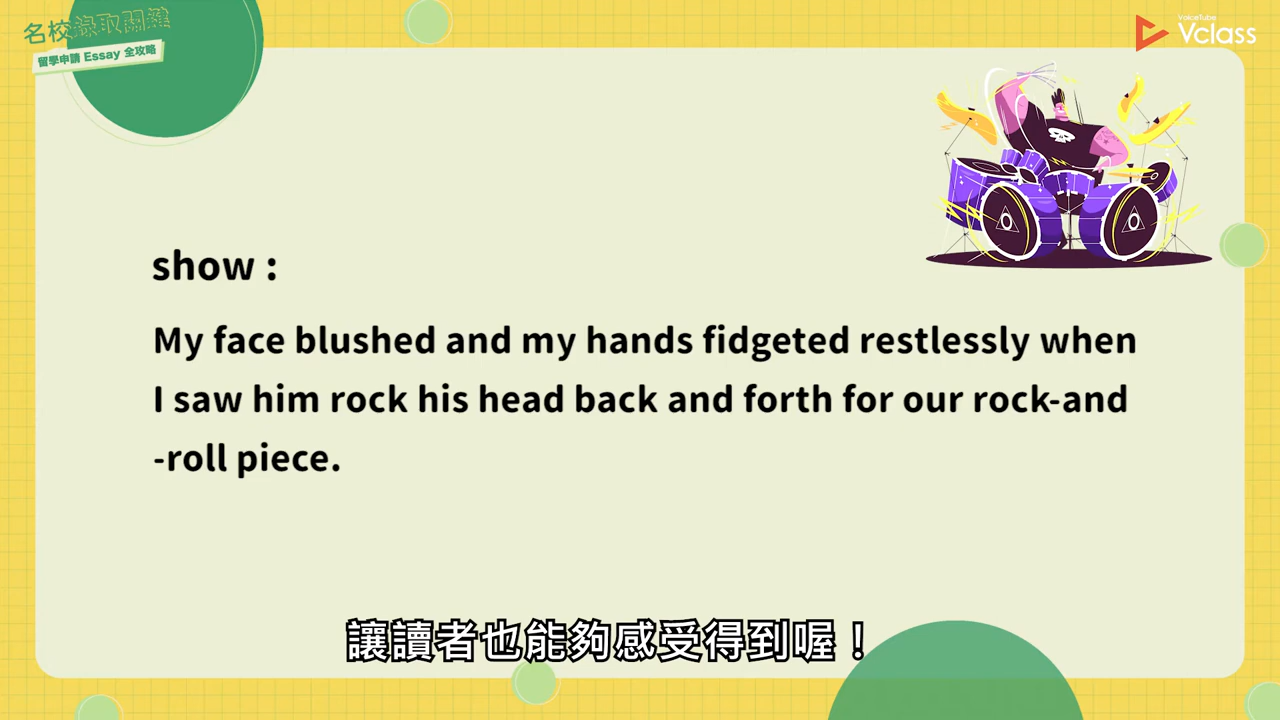 名校錄取關鍵
留學申請 Essay 全攻略
VoiceTube
Vclass
show :
My face blushed and my hands fidgeted restlessly when
I saw him rock his head back and forth for our rock-and
-roll piece.
讓讀者也能夠感受得到喔！